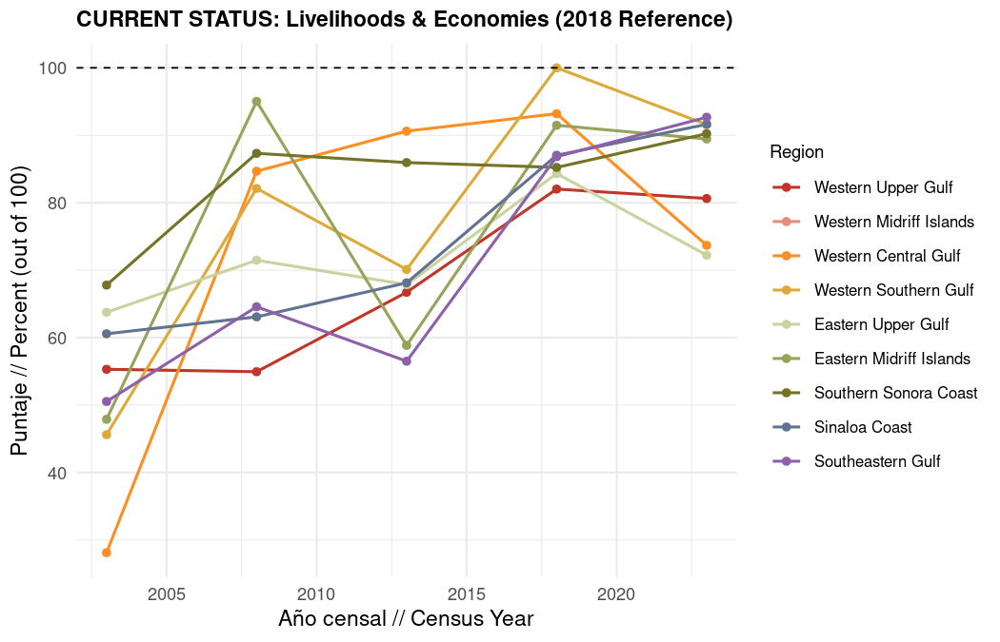 CURRENT STATUS: Livelihoods & Economies (2018 Reference)
Puntaje // Percent (out of 100)
100
80
60
40
2005
2010
2015
2020
Año censal // Census Year
Region
Western Upper Gulf
Western Midriff Islands
Western Central Gulf
Western Southern Gulf
Eastern Upper Gulf
Eastern Midriff Islands
Southern Sonora Coast
Sinaloa Coast
Southeastern Gulf